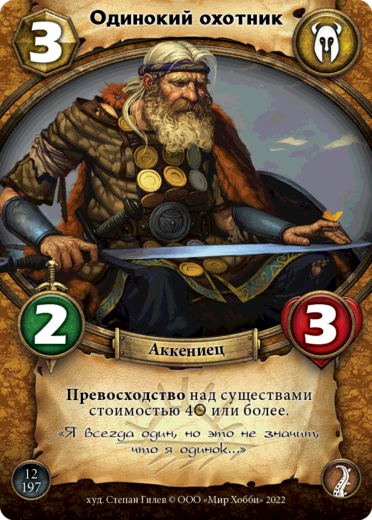 Одинокий охотник
3
2
3
Аккениец
Превосходство над существами
стоимостью 4 или более.
«Я всегда один, но это не значит,
что я одинок...»
12
197
худ. Степан Гилев © ООО «Мир Хобби» 2022